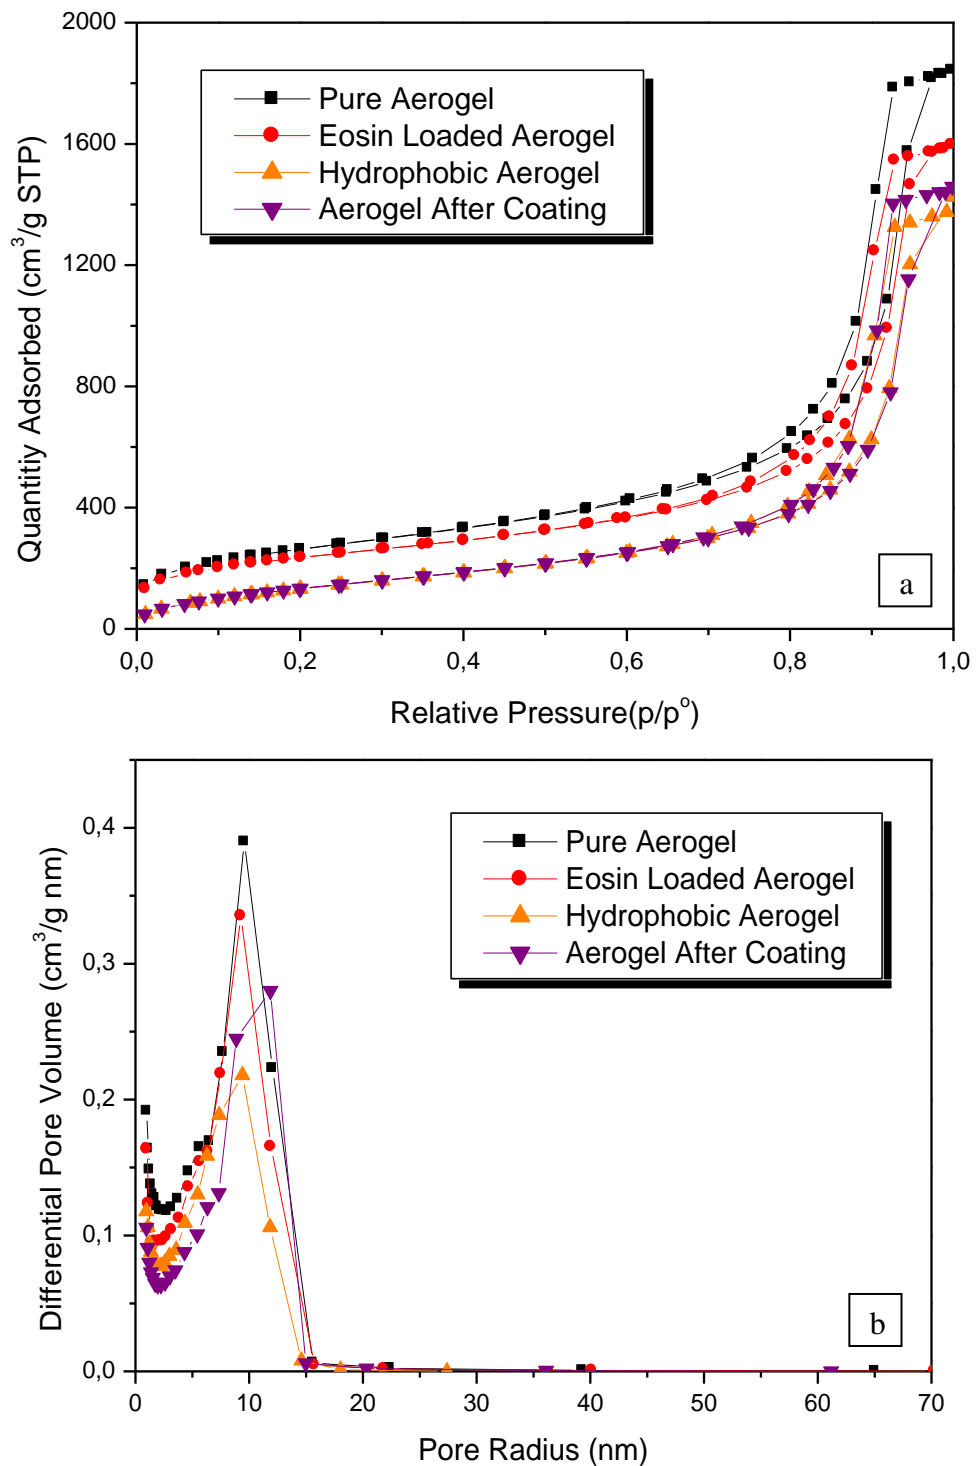 2000
1600
1200
800
400
0
Quantitiy Adsorbed (cm³/g STP)
Pure Aerogel
Eosin Loaded Aerogel
Hydrophobic Aerogel
Aerogel After Coating
a
0,0 0,2 0,4 0,6 0,8 1,0
Relative Pressure(p/p°)
0,4
0,3
0,2
0,1
0,0
Differential Pore Volume (cm³/g nm)
Pure Aerogel
Eosin Loaded Aerogel
Hydrophobic Aerogel
Aerogel After Coating
b
0 10 20 30 40 50 60 70
Pore Radius (nm)